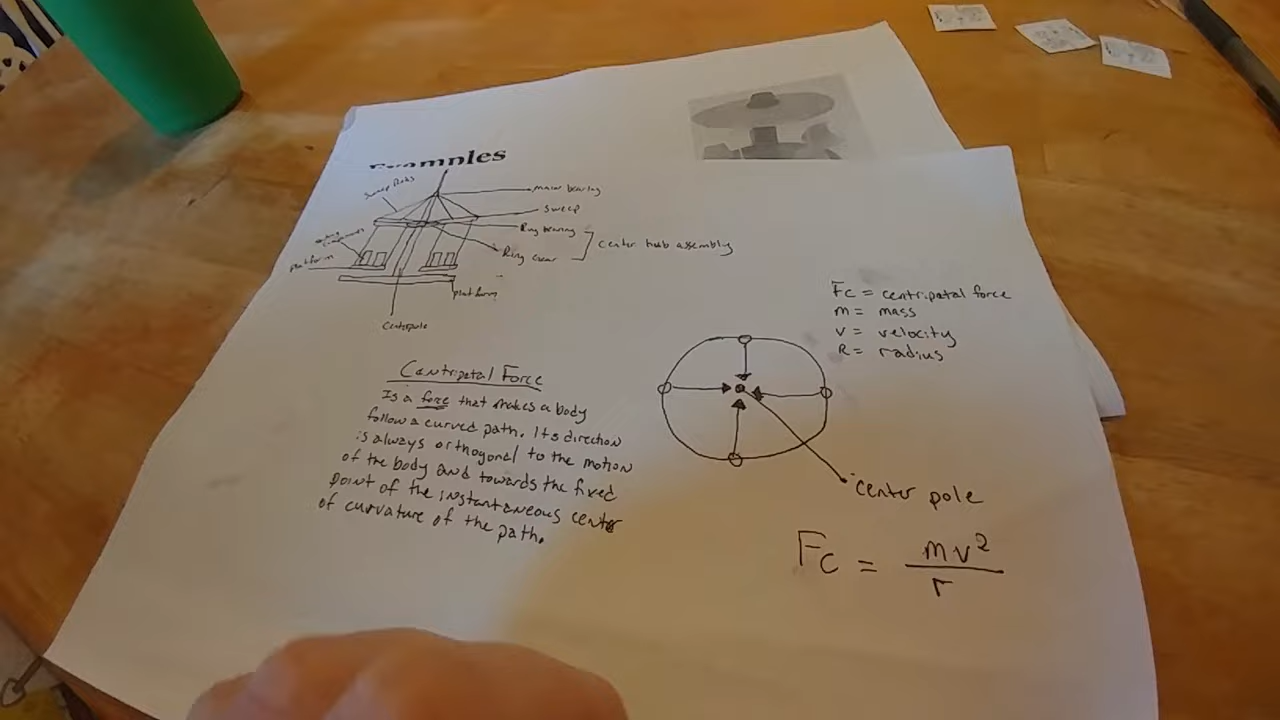 Examples
Sweep Rods
Main bearing
Sweep
Ring bearing
Center hub assembly
Ring Gear
Platform
Platform
Centerpole
Fc = centripatal force
m = mass
v = velocity
R = radius
Centripatal Force
Is a force that makes a body
follow a curved path. Its direction
is always orthogonal to the motion
of the body and towards the fixed
point of the instantaneous center
of curvature of the path.
center pole
Fc = mv²
r